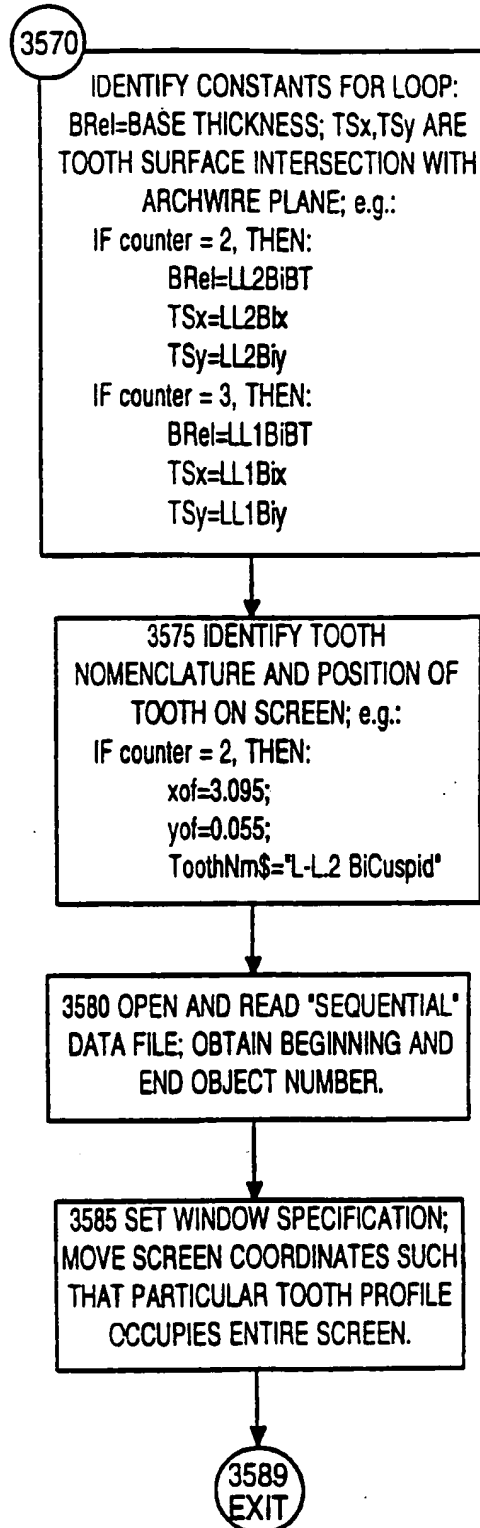 3570
IDENTIFY CONSTANTS FOR LOOP:
BRel=BASE THICKNESS; TSx,TSy ARE
TOOTH SURFACE INTERSECTION WITH
ARCHWIRE PLANE; e.g.:
IF counter = 2, THEN:
BRel=LL2BiBT
TSx=LL2BIx
TSy=LL2Biy
IF counter = 3, THEN:
BRel=LL1BiBT
TSx=LL1Bix
TSy=LL1Biy
3575 IDENTIFY TOOTH
NOMENCLATURE AND POSITION OF
TOOTH ON SCREEN; e.g.:
IF counter = 2, THEN:
xof=3.095;
yof=0.055;
ToothNm$="L-L.2 BiCuspid"
3580 OPEN AND READ "SEQUENTIAL"
DATA FILE; OBTAIN BEGINNING AND
END OBJECT NUMBER.
3585 SET WINDOW SPECIFICATION;
MOVE SCREEN COORDINATES SUCH
THAT PARTICULAR TOOTH PROFILE
OCCUPIES ENTIRE SCREEN.
3589
EXIT